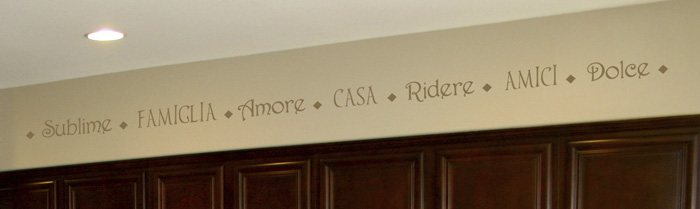 ◆ Sublime ◆ FAMIGLIA ◆ Amore ◆ CASA ◆ Ridere ◆ AMICI ◆ Dolce ◆